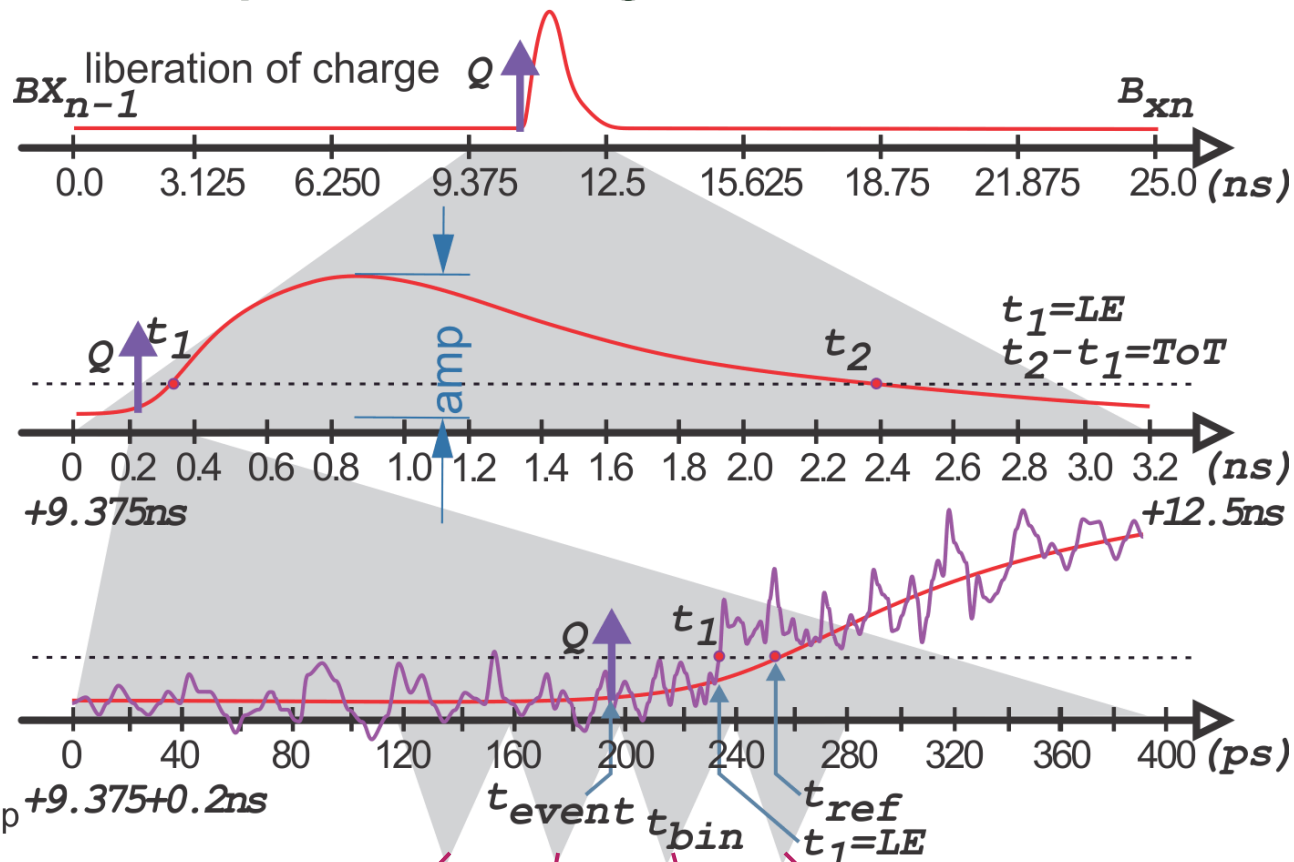 liberation of charge Q
BXn-1
Bxn
0.0 3.125 6.250 9.375 12.5 15.625 18.75 21.875 25.0 (ns)
t1=LE
t2-t1=ToT
Q t1
amp
t2
0 0.2 0.4 0.6 0.8 1.0 1.2 1.4 1.6 1.8 2.0 2.2 2.4 2.6 2.8 3.0 3.2 (ns)
+9.375ns
+12.5ns
Q t1
0 40 80 120 160 200 240 280 320 360 400 (ps)
p +9.375+0.2ns
tevent tbin
tref
t1=LE